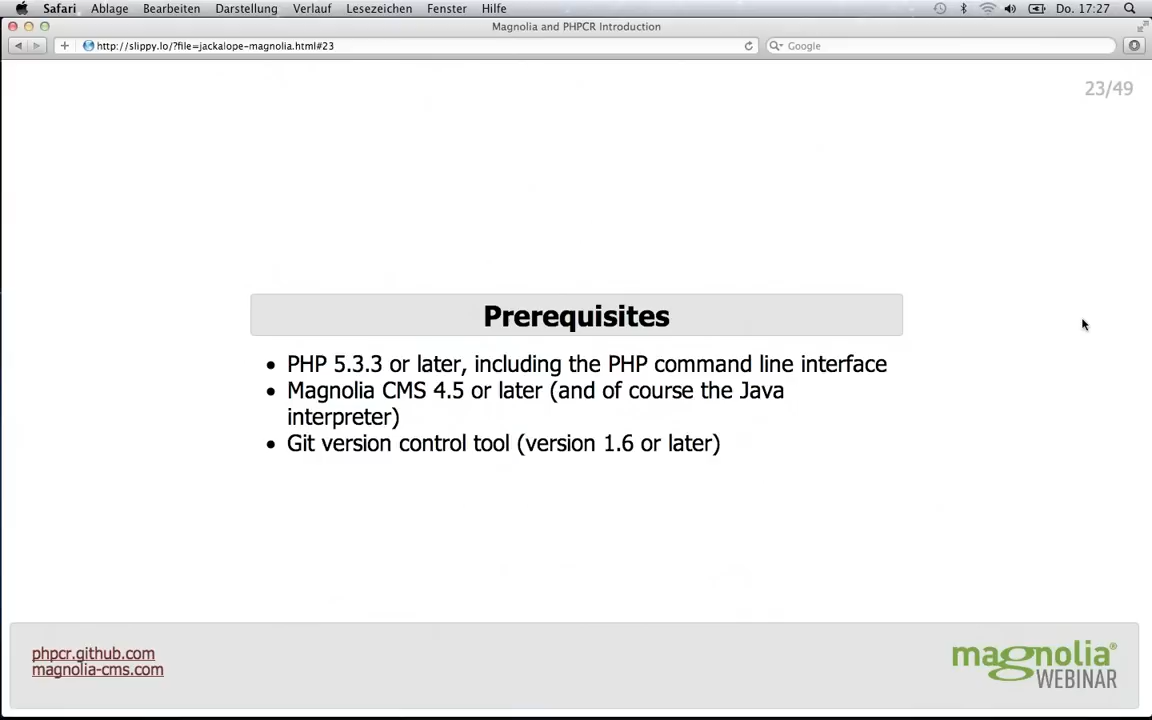 Safari Ablage Bearbeiten Darstellung Verlauf Lesezeichen Fenster Hilfe Do. 17:27
Magnolia and PHPCR Introduction
http://slippy.lo/?file=jackalope-magnolia.html#23 Google
23/49
Prerequisites
• PHP 5.3.3 or later, including the PHP command line interface
• Magnolia CMS 4.5 or later (and of course the Java
interpreter)
• Git version control tool (version 1.6 or later)
phpcr.github.com
magnolia-cms.com
magnolia®
WEBINAR